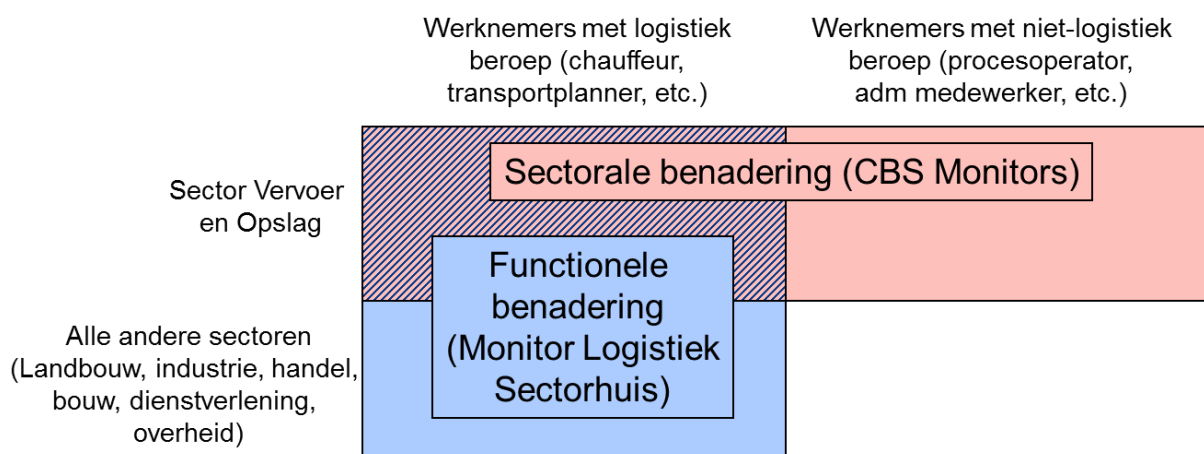 Werknemers met logistiek
beroep (chauffeur,
transportplanner, etc.)
Werknemers met niet-logistiek
beroep (procesoperator,
adm medewerker, etc.)
Sector Vervoer
en Opslag
Sectorale benadering (CBS Monitors)
Functionele
benadering
(Monitor Logistiek
Sectorhuis)
Alle andere sectoren
(Landbouw, industrie, handel,
bouw, dienstverlening,
overheid)